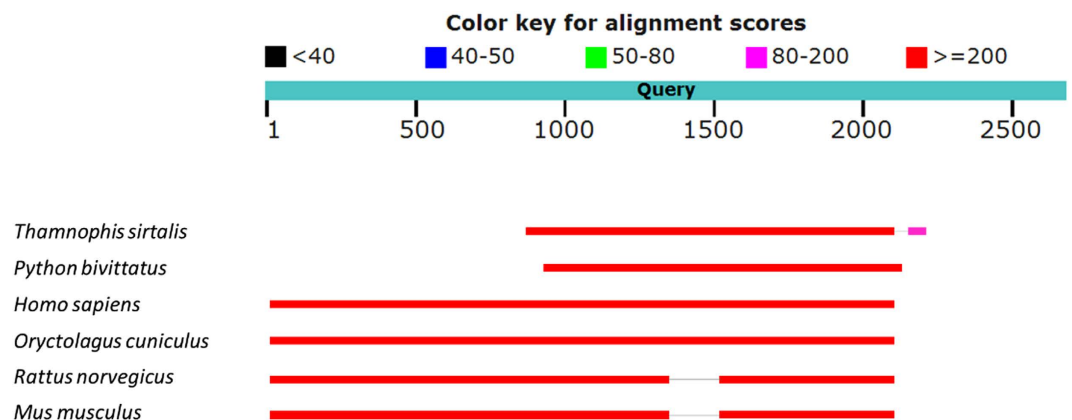 Color key for alignment scores
<40 40-50 50-80 80-200 >=200
Query
1 500 1000 1500 2000 2500
Thamnophis sirtalis
Python bivittatus
Homo sapiens
Oryctolagus cuniculus
Rattus norvegicus
Mus musculus